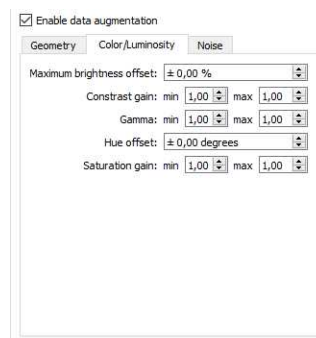 Enable data augmentation
Geometry Color/Luminosity Noise
Maximum brightness offset: ± 0,00 %
Constrast gain: min 1,00 max 1,00
Gamma: min 1,00 max 1,00
Hue offset: ± 0,00 degrees
Saturation gain: min 1,00 max 1,00